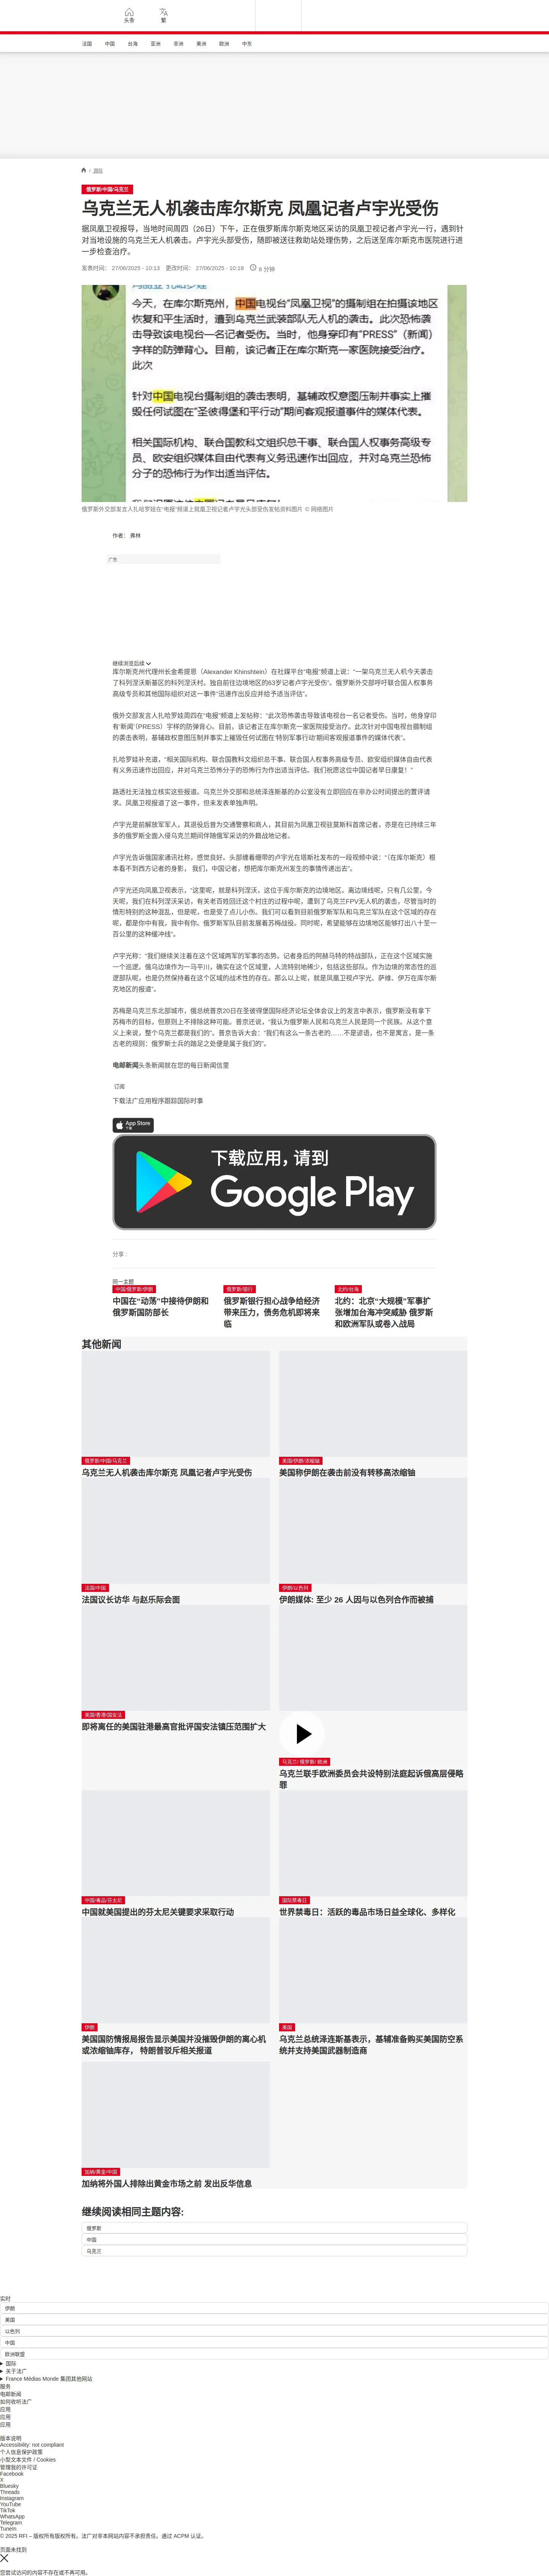 头条
繁
法国
中国
台湾
亚洲
非洲
美洲
欧洲
中东
/ 国际
俄罗斯/中国/乌克兰
乌克兰无人机袭击库尔斯克 凤凰记者卢宇光受伤
据凤凰卫视报导，当地时间周四（26日）下午，正在俄罗斯库尔斯克地区采访的凤凰卫视记者卢宇光一行，遇到针
对当地设施的乌克兰无人机袭击。卢宇光头部受伤，随即被送往救助站处理伤势，之后送至库尔斯克市医院进行进
一步检查治疗。
发表时间： 27/06/2025 - 10:13 更改时间： 27/06/2025 - 10:18 6 分钟
今天，在库尔斯克州，中国电视台“凤凰卫视”的摄制组在拍摄该地区
恢复和平生活时，遭到乌克兰武装部队无人机的袭击。此次恐怖袭
击导致该电视台一名记者受伤。当时，他身穿印有“PRESS”（新闻）
字样的防弹背心。目前，该记者正在库尔斯克一家医院接受治疗。
此次
针对中国电视台摄制组的袭击表明，基辅政权意图压制并事实上摧
毁任何试图在“圣彼得堡和平行动”期间客观报道事件的媒体代表。
相关国际机构、联合国教科文组织总干事、联合国人权事务高级专
员、欧安组织媒体自由代表有义务迅速作出回应，并对乌克兰恐怖
分子的恐怖行为作出适当评估。
俄罗斯外交部发言人扎哈罗娃在“电报”频道上就凰卫视记者卢宇光头部受伤发帖资料图片 © 网络图片
作者： 弗林
广告
继续浏览后续
库尔斯克州代理州长金希提恩（Alexander Khinshtein）在社媒平台“电报”频道上说：“一架乌克兰无人机今天袭击
了科列涅沃斯基区的科列涅沃村。独自前往边境地区的63岁记者卢宇光受伤”。俄罗斯外交部呼吁联合国人权事务
高级专员和其他国际组织对这一事件“迅速作出反应并给予适当评估”。
俄外交部发言人扎哈罗娃周四在“电报”频道上发帖称：“此次恐怖袭击导致该电视台一名记者受伤。当时，他身穿印
有‘新闻’（PRESS）字样的防弹背心。目前，该记者正在库尔斯克一家医院接受治疗。此次针对中国电视台摄制组
的袭击表明，基辅政权意图压制并事实上摧毁任何试图在‘特别军事行动’期间客观报道事件的媒体代表”。
扎哈罗娃补充道，“相关国际机构、联合国教科文组织总干事、联合国人权事务高级专员、欧安组织媒体自由代表
有义务迅速作出回应，并对乌克兰恐怖分子的恐怖行为作出适当评估。我们祝愿这位中国记者早日康复！”
路透社无法独立核实这些报道。乌克兰外交部和总统泽连斯基的办公室没有立即回应在非办公时间提出的置评请
求。凤凰卫视报道了这一事件，但未发表单独声明。
卢宇光是前解放军军人，其退役后曾为交通警察和商人，其目前为凤凰卫视驻莫斯科首席记者，亦是在已持续三年
多的俄罗斯全面入侵乌克兰期间伴随俄军采访的外籍战地记者。
卢宇光告诉俄国家通讯社称，感觉良好。头部缠着绷带的卢宇光在塔斯社发布的一段视频中说：“（在库尔斯克）根
本看不到西方记者的身影， 我们，中国记者，想把库尔斯克州发生的事情传递出去”。
卢宇光还向凤凰卫视表示，“这里呢，就是科列涅沃，这位于库尔斯克的边境地区。离边境线呢，只有几公里，今
天呢，我们在科列涅沃采访，有关老百姓回迁这个村庄的过程中呢，遭到了乌克兰FPV无人机的袭击，尽管当时的
情形特别的这种混乱，但是呢，也是受了点儿小伤。我们可以看到目前俄罗斯军队和乌克兰军队在这个区域的存在
呢，都是你中有我，我中有你。俄罗斯军队目前发展着苏梅战役。同时呢，希望能够在边境地区能够打出八十至一
百公里的这种缓冲线”。
卢宇光称：“我们继续关注着在这个区域两军的军事的态势。记者身后的阿赫马特的特战部队，正在这个区域实施
一个巡逻。俄乌边境作为一马平川，确实在这个区域里，人流特别地稀少，包括这些部队。作为边境的常态性的巡
逻部队呢，也是仍然保持着在这个区域的战术性的存在。那么以上呢，就是凤凰卫视卢宇光。萨维、伊万在库尔斯
克地区的报道”。
苏梅是乌克兰东北部城市，俄总统普京20日在圣彼得堡国际经济论坛全体会议上的发言中表示，俄罗斯没有拿下
苏梅市的目标，但原则上不排除这种可能。普京还说，“我认为俄罗斯人民和乌克兰人民是同一个民族。从这个意
义上来说，整个乌克兰都是我们的”。普京告诉大会：“我们有这么一条古老的……不是谚语，也不是寓言，是一条
古老的规则：俄罗斯士兵的踏足之处便是属于我们的”。
电邮新闻头条新闻就在您的每日新闻信里
订阅
下载法广应用程序跟踪国际时事
App Store
下载
下载应用，请到
Google Play
分享 :
同一主题
中国/俄罗斯/伊朗
中国在“动荡”中接待伊朗和
俄罗斯国防部长
俄罗斯/银行
俄罗斯银行担心战争给经济
带来压力，债务危机即将来
临
北约/台海
北约：北京“大规模”军事扩
张增加台海冲突威胁 俄罗斯
和欧洲军队或卷入战局
其他新闻
俄罗斯/中国/乌克兰
乌克兰无人机袭击库尔斯克 凤凰记者卢宇光受伤
美国/伊朗/浓缩铀
美国称伊朗在袭击前没有转移高浓缩铀
法国/中国
法国议长访华 与赵乐际会面
伊朗/以色列
伊朗媒体: 至少 26 人因与以色列合作而被捕
美国/香港/国安法
即将离任的美国驻港最高官批评国安法镇压范围扩大
乌克兰/ 俄罗斯/ 欧洲
乌克兰联手欧洲委员会共设特别法庭起诉俄高层侵略
罪
中国/毒品/芬太尼
中国就美国提出的芬太尼关键要求采取行动
国际禁毒日
世界禁毒日：活跃的毒品市场日益全球化、多样化
伊朗
美国国防情报局报告显示美国并没摧毁伊朗的离心机
或浓缩铀库存， 特朗普驳斥相关报道
美国
乌克兰总统泽连斯基表示，基辅准备购买美国防空系
统并支持美国武器制造商
加纳/黄金/中国
加纳将外国人排除出黄金市场之前 发出反华信息
继续阅读相同主题内容:
俄罗斯
中国
乌克兰
实时
伊朗
美国
以色列
中国
欧洲联盟
国际
关于法广
France Médias Monde 集团其他网站
服务
电邮新闻
如何收听法广
应用
应用
应用
版本说明
Accessibility: not compliant
个人信息保护政策
小型文本文件 / Cookies
管理我的许可证
Facebook
X
Bluesky
Threads
Instagram
YouTube
TikTok
WhatsApp
Telegram
TuneIn
© 2025 RFI – 版权所有版权所有。法广对非本网站内容不承担责任。通过 ACPM 认证。
页面未找到
您尝试访问的内容不存在或不再可用。